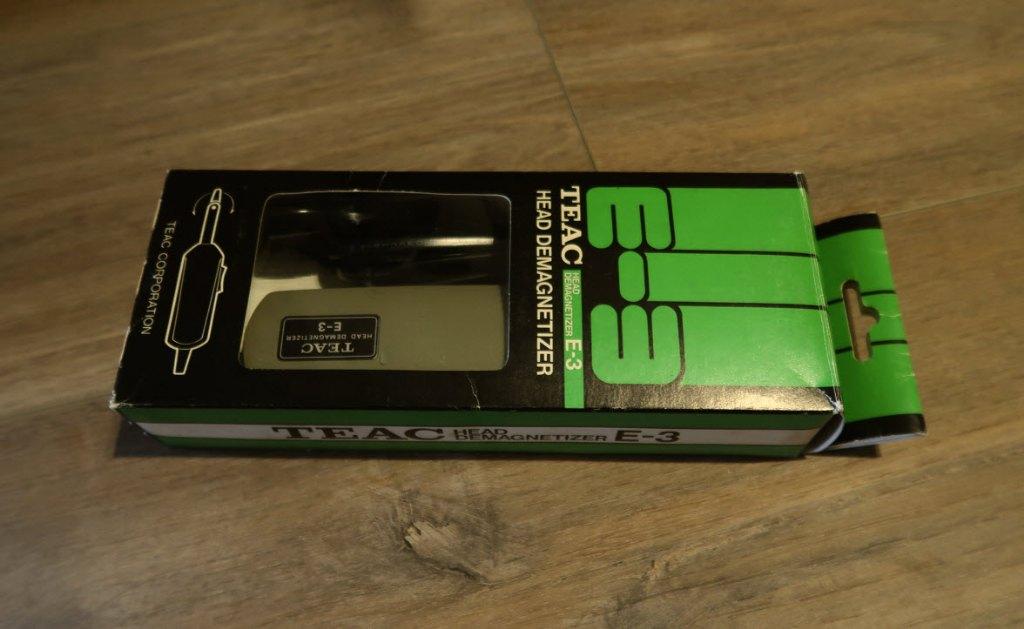 E-3
TEAC
HEAD
DEMAGNETIZER E-3
HEAD DEMAGNETIZER
TEAC
HEAD DEMAGNETIZER
E-3
TEAC CORPORATION
TEAC HEAD
DEMAGNETIZER E-3